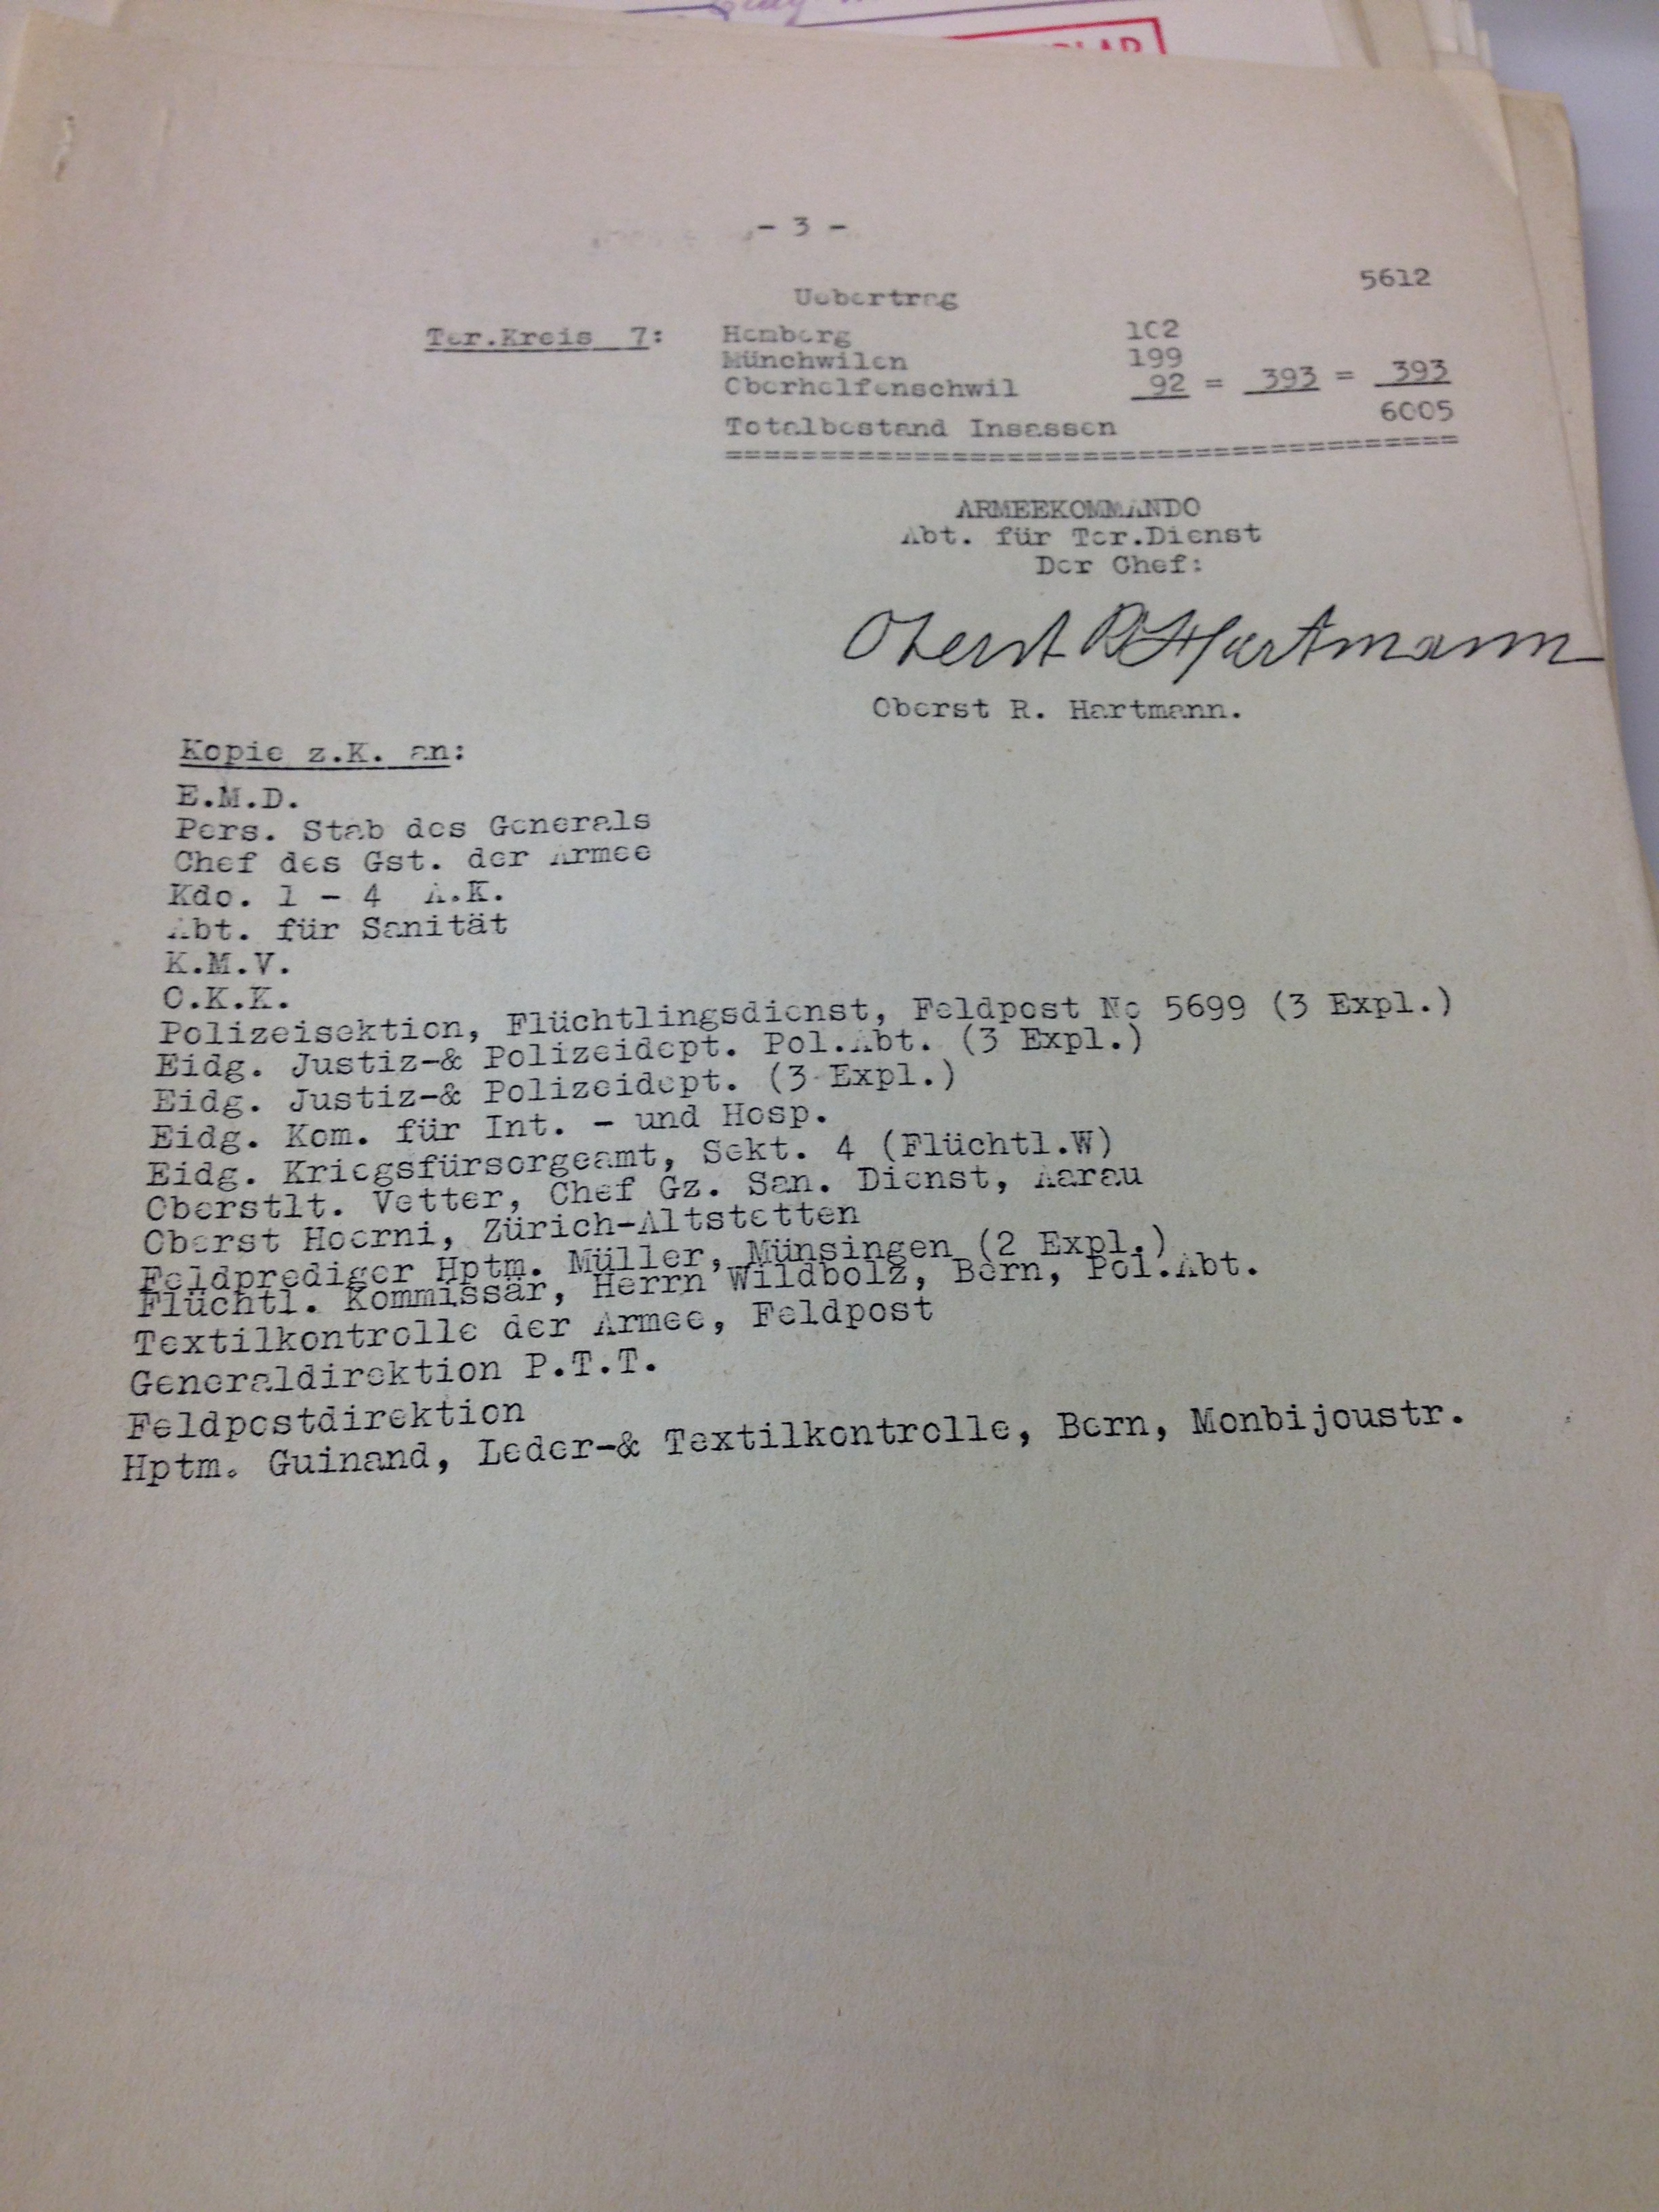 - 3 -
Uebertrag 5612
Ter.Kreis 7: Hemberg 102
Münchwilen 199
Oberhelfenschwil 92 = 393 = 393
Totalbestand Insassen 6005
=========================================
ARMEEKOMMANDO
Abt. für Ter.Dienst
Der Chef:
Oberst R. Hartmann
Oberst R. Hartmann.
Kopie z.K. an:
E.M.D.
Pers. Stab des Generals
Chef des Gst. der Armee
Kdo. 1 - 4 A.K.
Abt. für Sanität
K.M.V.
O.K.K.
Polizeisektion, Flüchtlingsdienst, Feldpost No 5699 (3 Expl.)
Eidg. Justiz-& Polizeidept. Pol.Abt. (3 Expl.)
Eidg. Justiz-& Polizeidept. (3 Expl.)
Eidg. Kom. für Int. - und Hosp.
Eidg. Kriegsfürsorgeamt, Sekt. 4 (Flüchtl.W)
Oberstlt. Vetter, Chef Gz. San. Dienst, Aarau
Oberst Hoerni, Zürich-Altstetten
Feldprediger Hptm. Müller, Münsingen (2 Expl.)
Flüchtl. Kommissär, Herrn Wildbolz, Bern, Pol.Abt.
Textilkontrolle der Armee, Feldpost
Generaldirektion P.T.T.
Feldpostdirektion
Hptm. Guinand, Leder-& Textilkontrolle, Bern, Monbijoustr.